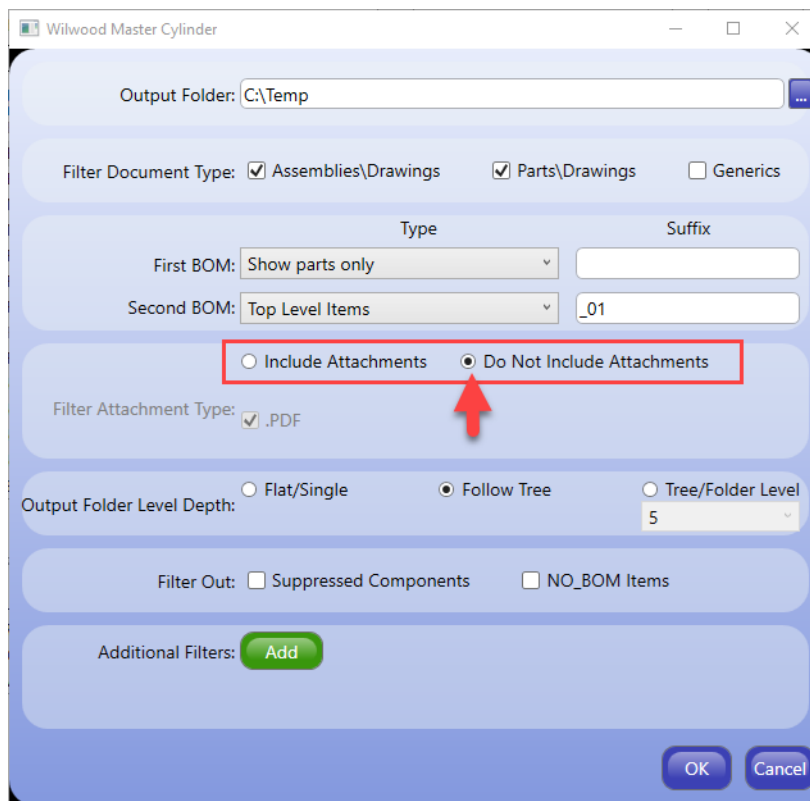 Wilwood Master Cylinder
Output Folder: C:\Temp ...
Filter Document Type: Assemblies\Drawings Parts\Drawings Generics
Type Suffix
First BOM: Show parts only
Second BOM: Top Level Items _01
Include Attachments Do Not Include Attachments
Filter Attachment Type: .PDF
Output Folder Level Depth: Flat/Single Follow Tree Tree/Folder Level
5
Filter Out: Suppressed Components NO_BOM Items
Additional Filters: Add
OK Cancel